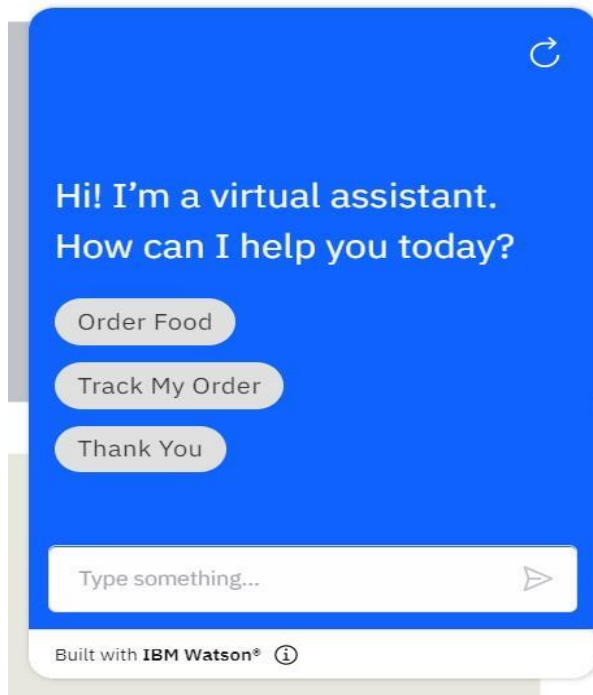 Hi! I’m a virtual assistant.
How can I help you today?
Order Food
Track My Order
Thank You
Type something...
Built with IBM Watson®